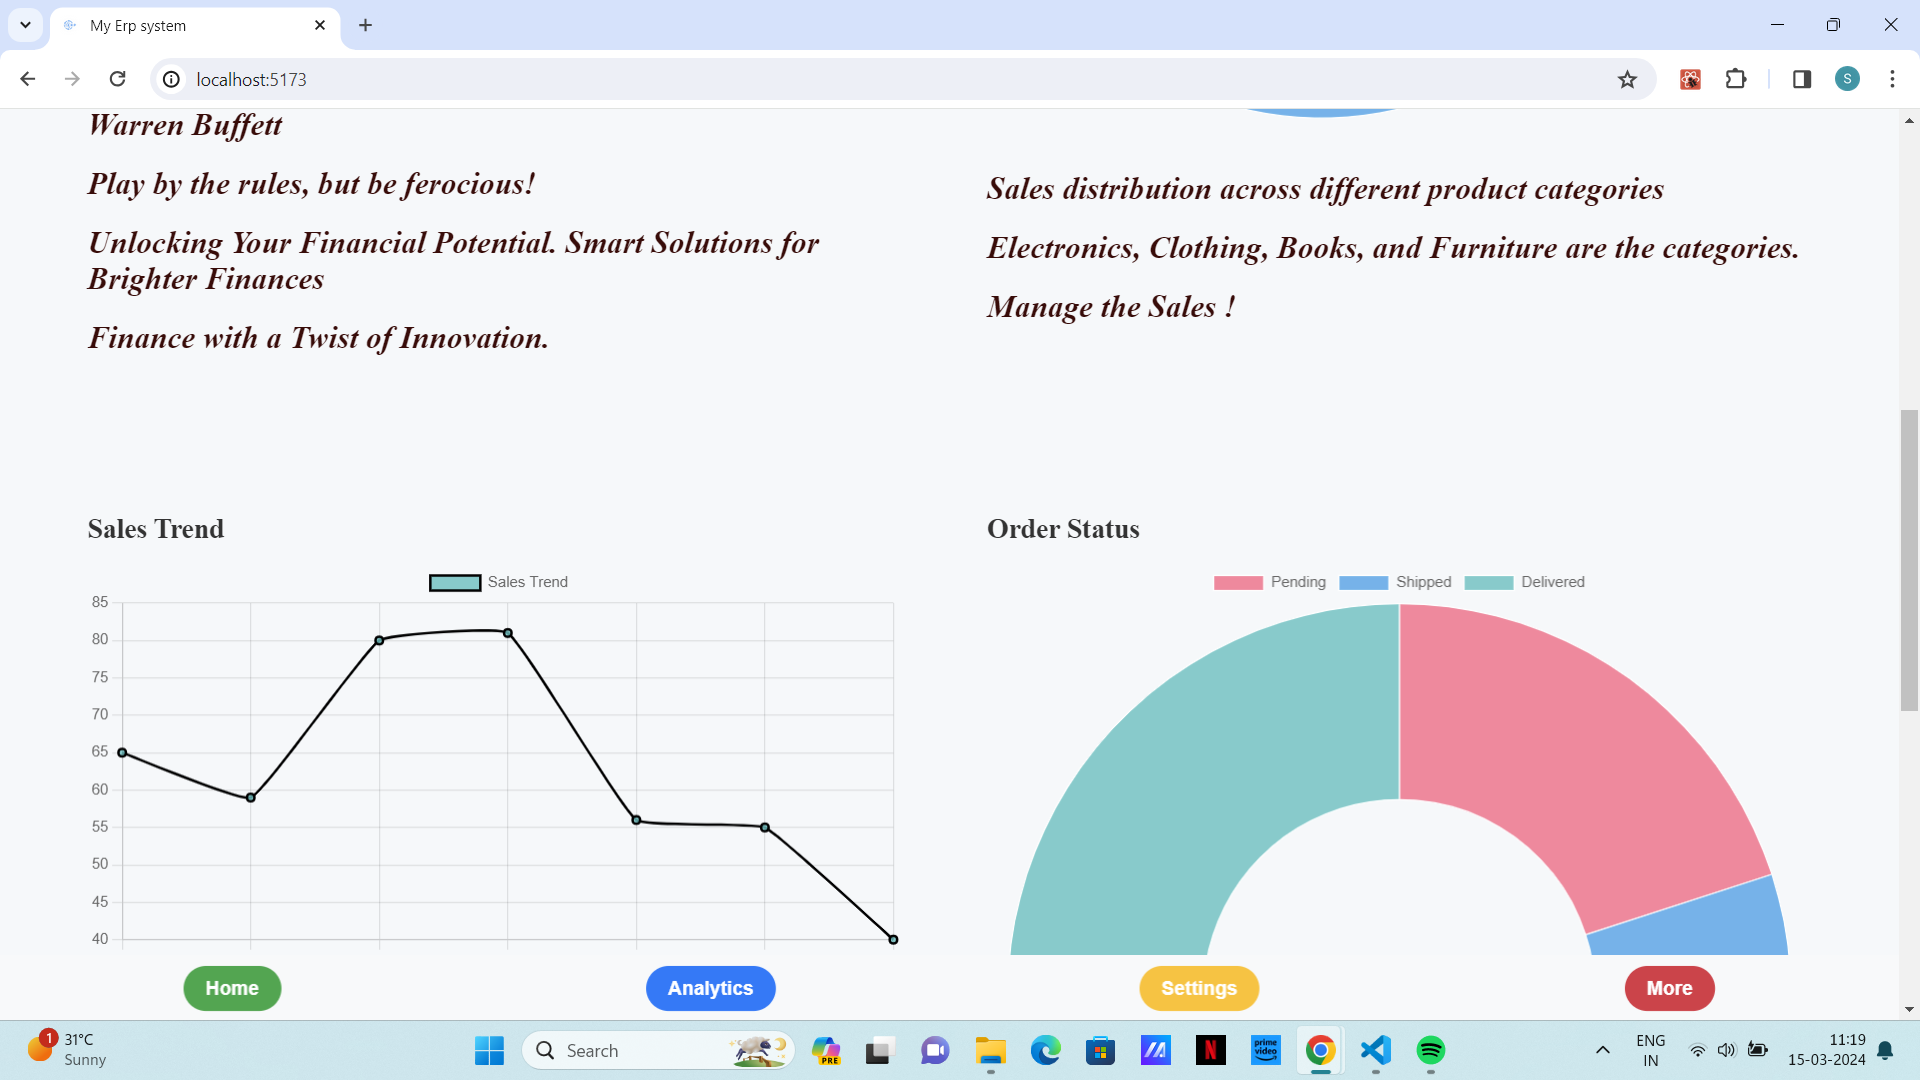 My Erp system
localhost:5173
S
Warren Buffett
Play by the rules, but be ferocious!
Unlocking Your Financial Potential. Smart Solutions for
Brighter Finances
Finance with a Twist of Innovation.
Sales distribution across different product categories
Electronics, Clothing, Books, and Furniture are the categories.
Manage the Sales !
Sales Trend
Sales Trend
85
80
75
70
65
60
55
50
45
40
Order Status
Pending Shipped Delivered
Home Analytics Settings More
1
31°C
Sunny
Search
PRE
N
prime
video
ENG
IN
11:19
15-03-2024